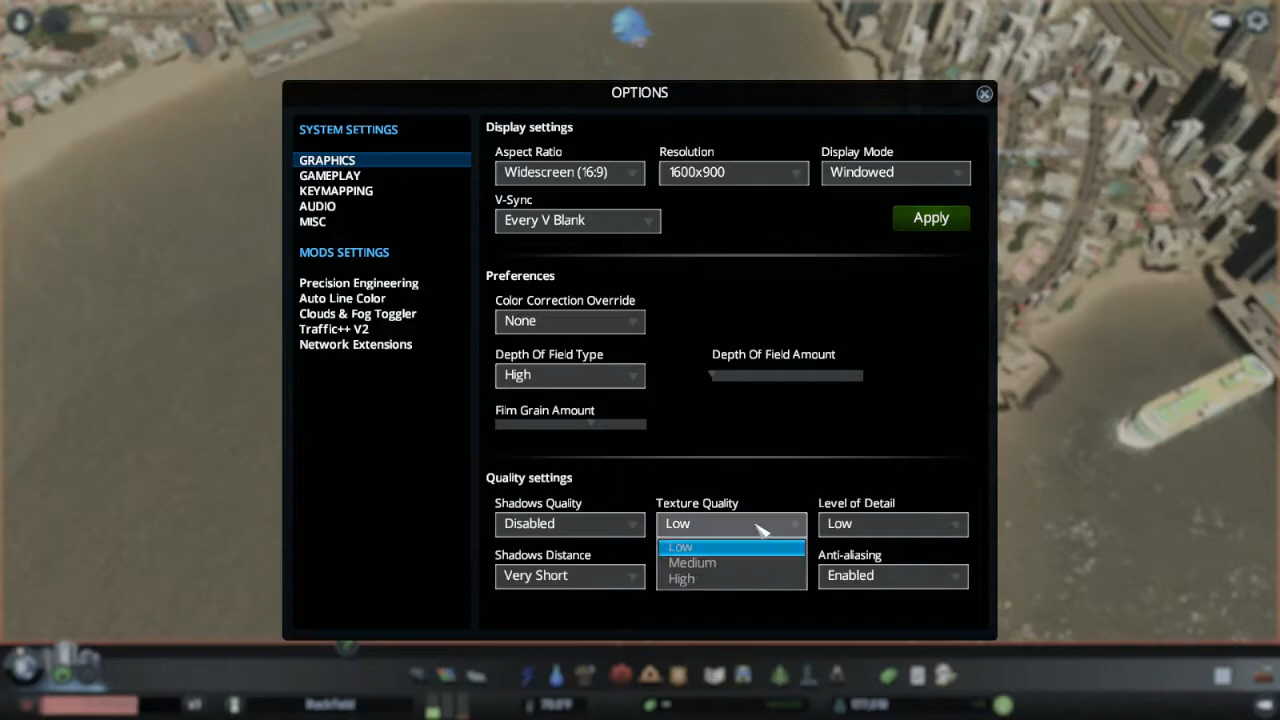 OPTIONS
SYSTEM SETTINGS
GRAPHICS
GAMEPLAY
KEYMAPPING
AUDIO
MISC
MODS SETTINGS
Precision Engineering
Auto Line Color
Clouds & Fog Toggler
Traffic++ V2
Network Extensions
Display settings
Aspect Ratio Resolution Display Mode
Widescreen (16:9) 1600x900 Windowed
V-Sync
Every V Blank Apply
Preferences
Color Correction Override
None
Depth Of Field Type Depth Of Field Amount
High
Film Grain Amount
Quality settings
Shadows Quality Texture Quality Level of Detail
Disabled Low Low
Low
Shadows Distance Medium Anti-aliasing
Very Short High Enabled